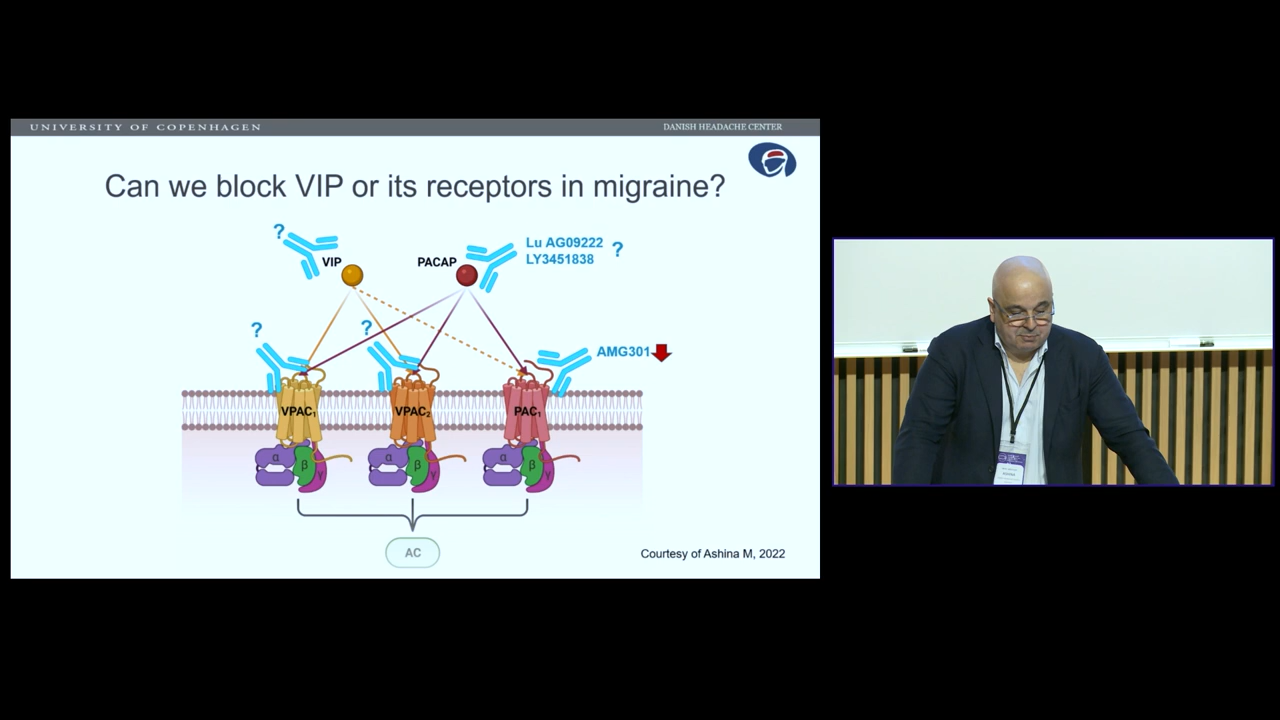 UNIVERSITY OF COPENHAGEN
DANISH HEADACHE CENTER
Can we block VIP or its receptors in migraine?
?
VIP
PACAP
Lu AG09222
LY3451838
?
?
?
AMG301
VPAC₁
VPAC₂
PAC₁
α
β
γ
α
β
γ
α
β
γ
AC
Courtesy of Ashina M, 2022